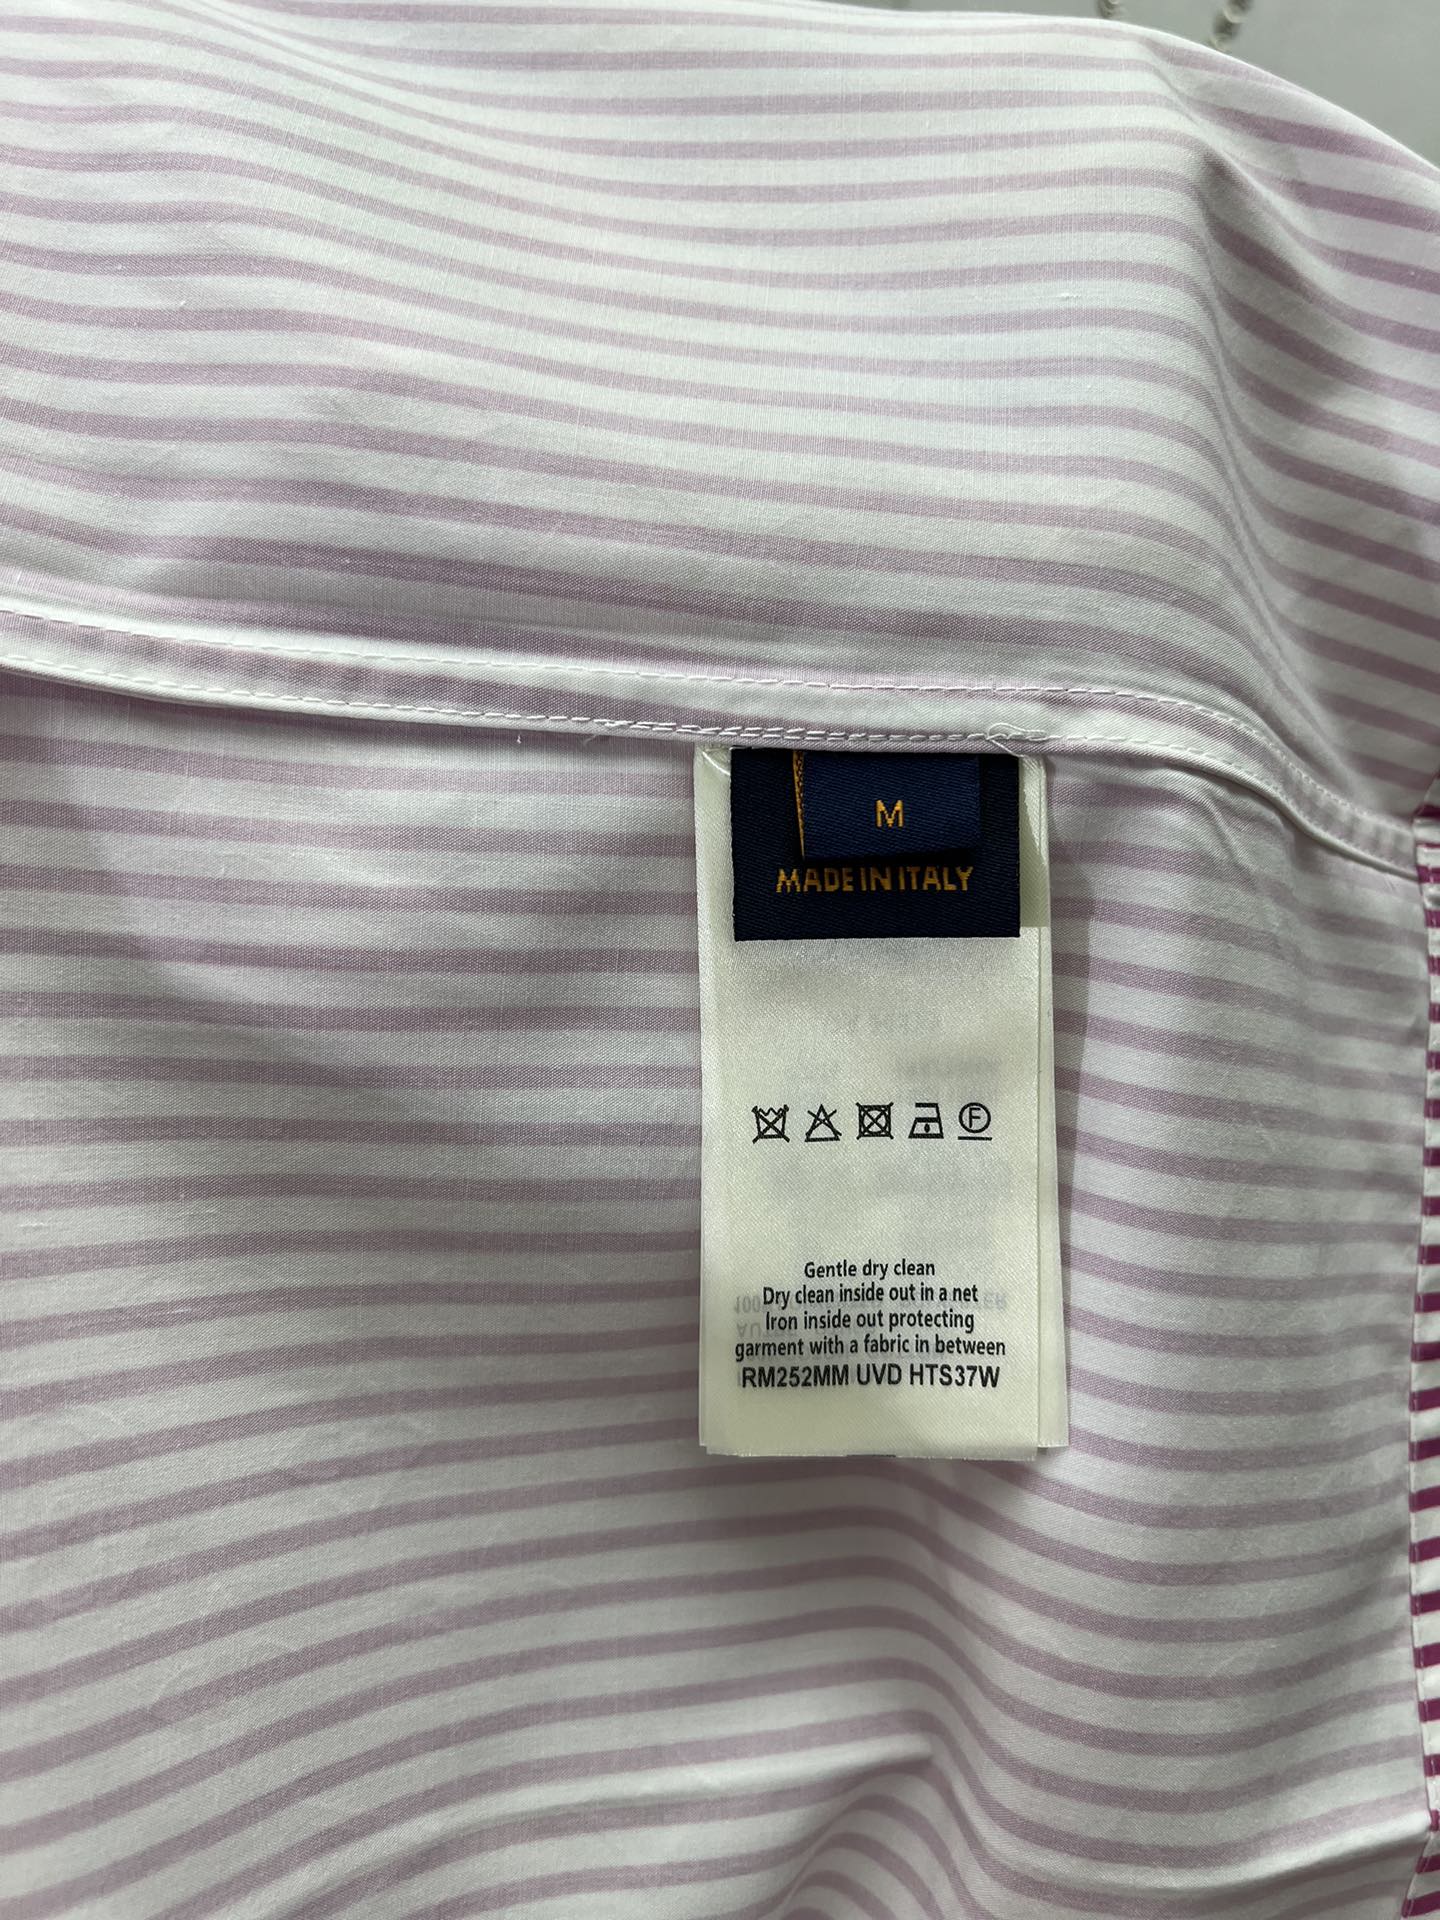 M
MADE IN ITALY
F
Gentle dry clean
Dry clean inside out in a net
Iron inside out protecting
garment with a fabric in between
RM252MM UVD HTS37W